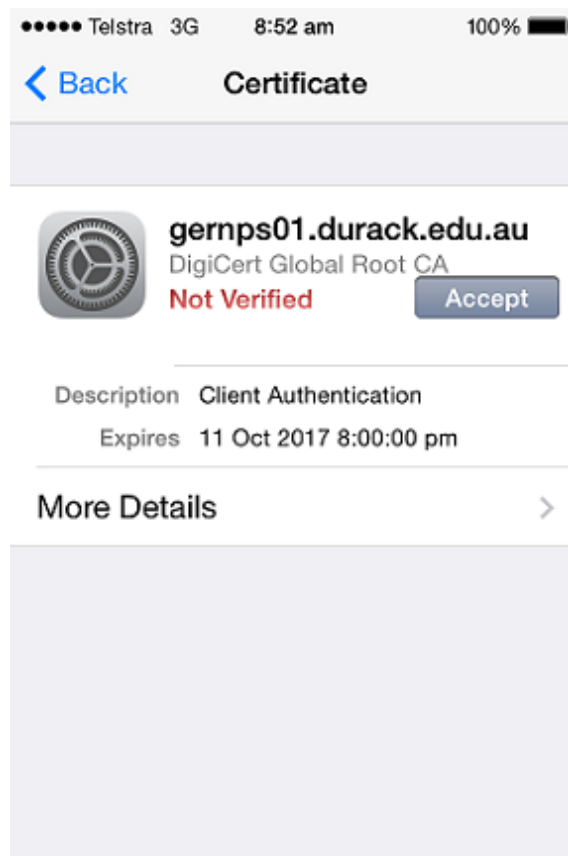 Telstra 3G 8:52 am 100%
Back Certificate
gernps01.durack.edu.au
DigiCert Global Root CA
Not Verified Accept
Description Client Authentication
Expires 11 Oct 2017 8:00:00 pm
More Details